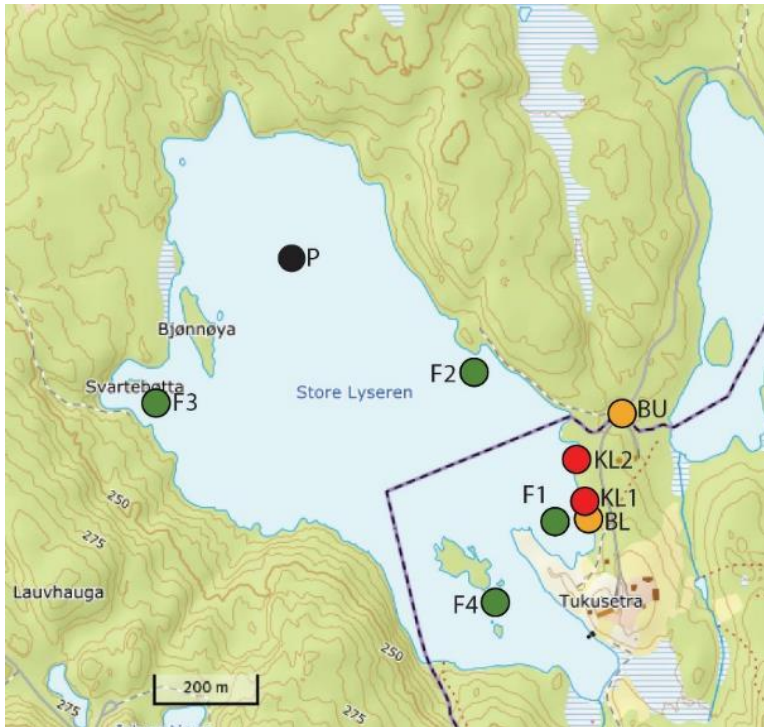 P
Bjønnøya
F2
Svartebøtta
F3
Store Lyseren
BU
KL2
KL1
F1
BL
250
275
F4
Tukusetra
Lauvhauga
250
200 m
275
275